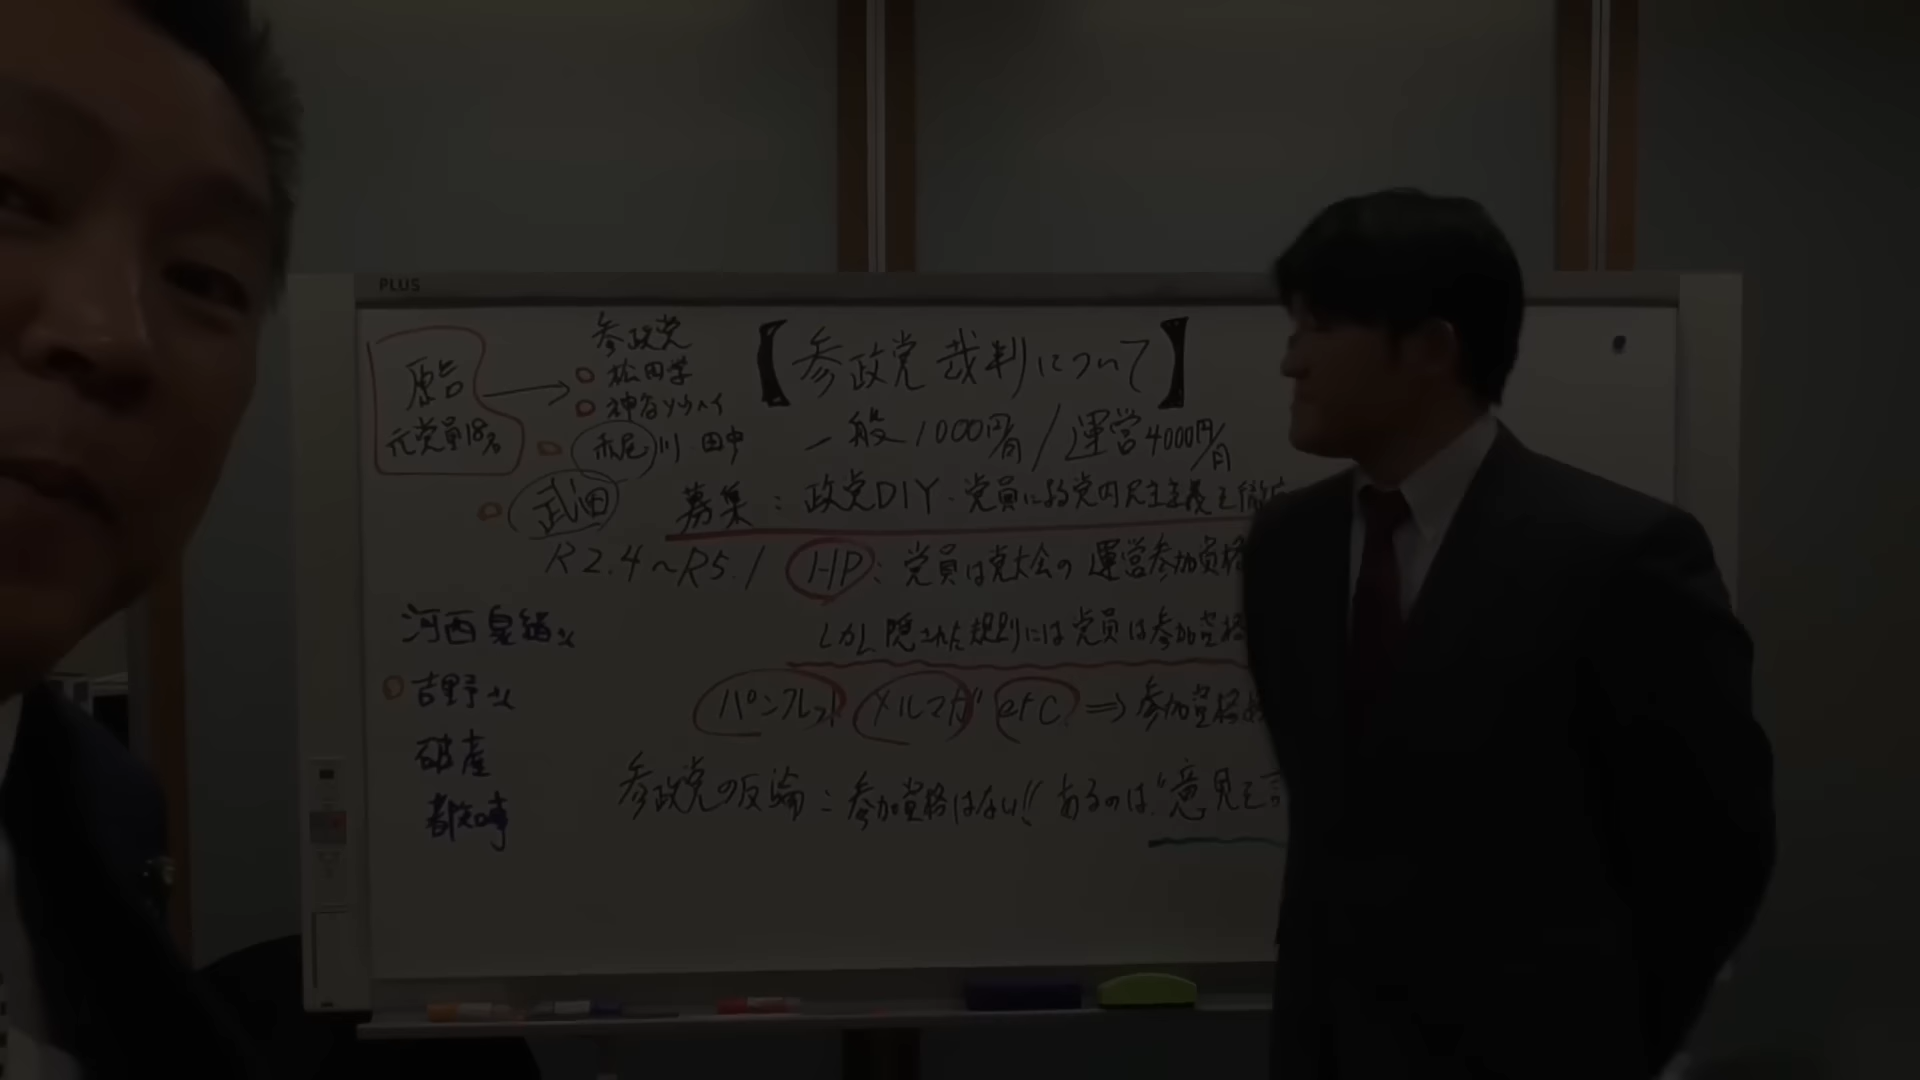 PLUS
参政党
【参政党 裁判について】
原告
元党員18名
松田学
神谷ソウヘイ
赤尾 川 田中
一般1000円/月/運営4000円/月
武田
募集:政党DIY・党員による党内民主主義を徹底
R2.4〜R5.1 HP:党員は党大会の運営参加資格
しかし隠された規則には党員は参加資格
河西泉緒さん
吉野さん
パンフレット メルマガ etc ⇒ 参加資格
破産
都知事
参政党の反論:参加資格はない!!あるのは“意見を言